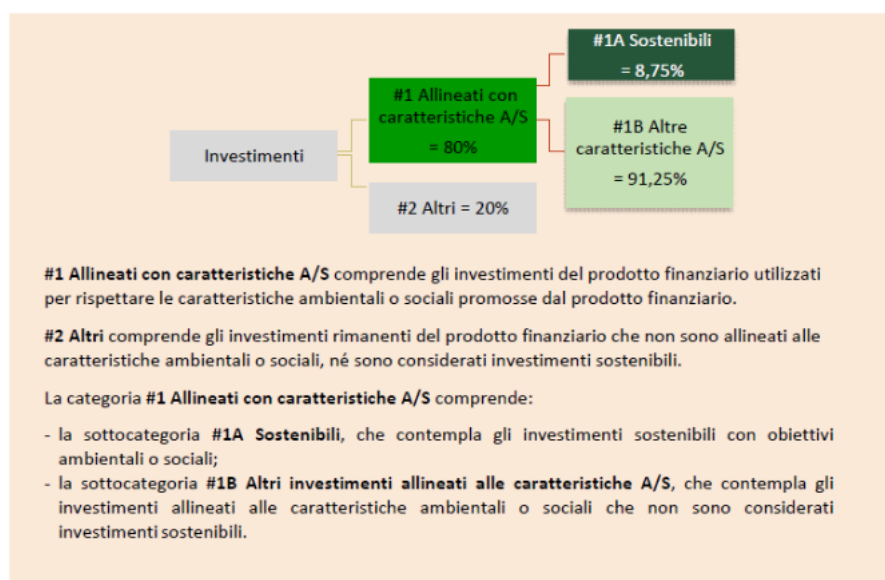 #1A Sostenibili
= 8,75%
#1 Allineati con
caratteristiche A/S
= 80%
#1B Altre
caratteristiche A/S
= 91,25%
Investimenti
#2 Altri = 20%
#1 Allineati con caratteristiche A/S comprende gli investimenti del prodotto finanziario utilizzati
per rispettare le caratteristiche ambientali o sociali promosse dal prodotto finanziario.
#2 Altri comprende gli investimenti rimanenti del prodotto finanziario che non sono allineati alle
caratteristiche ambientali o sociali, né sono considerati investimenti sostenibili.
La categoria #1 Allineati con caratteristiche A/S comprende:
- la sottocategoria #1A Sostenibili, che contempla gli investimenti sostenibili con obiettivi
ambientali o sociali;
- la sottocategoria #1B Altri investimenti allineati alle caratteristiche A/S, che contempla gli
investimenti allineati alle caratteristiche ambientali o sociali che non sono considerati
investimenti sostenibili.